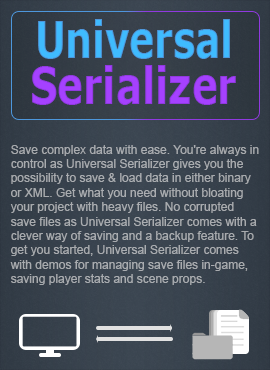 Universal
Serializer
Save complex data with ease. You're always in
control as Universal Serializer gives you the
possibility to save & load data in either binary
or XML. Get what you need without bloating
your project with heavy files. No corrupted
save files as Universal Serializer comes with a
clever way of saving and a backup feature. To
get you started, Universal Serializer comes
with demos for managing save files in-game,
saving player stats and scene props.